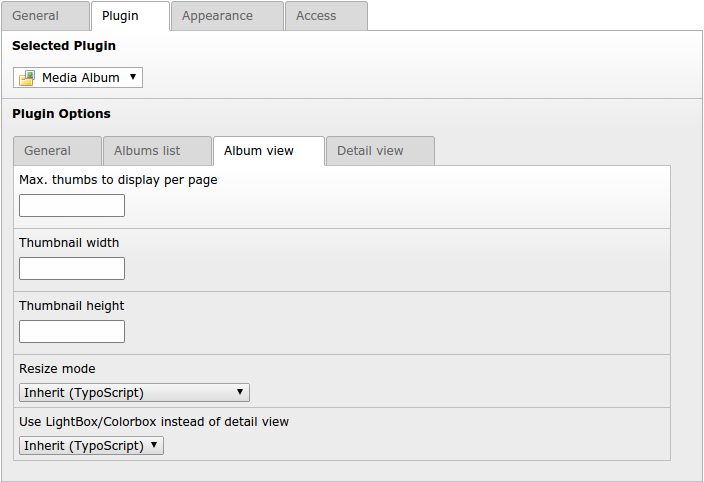 General Plugin Appearance Access
Selected Plugin
Media Album
Plugin Options
General Albums list Album view Detail view
Max. thumbs to display per page
Thumbnail width
Thumbnail height
Resize mode
Inherit (TypoScript)
Use LightBox/Colorbox instead of detail view
Inherit (TypoScript)